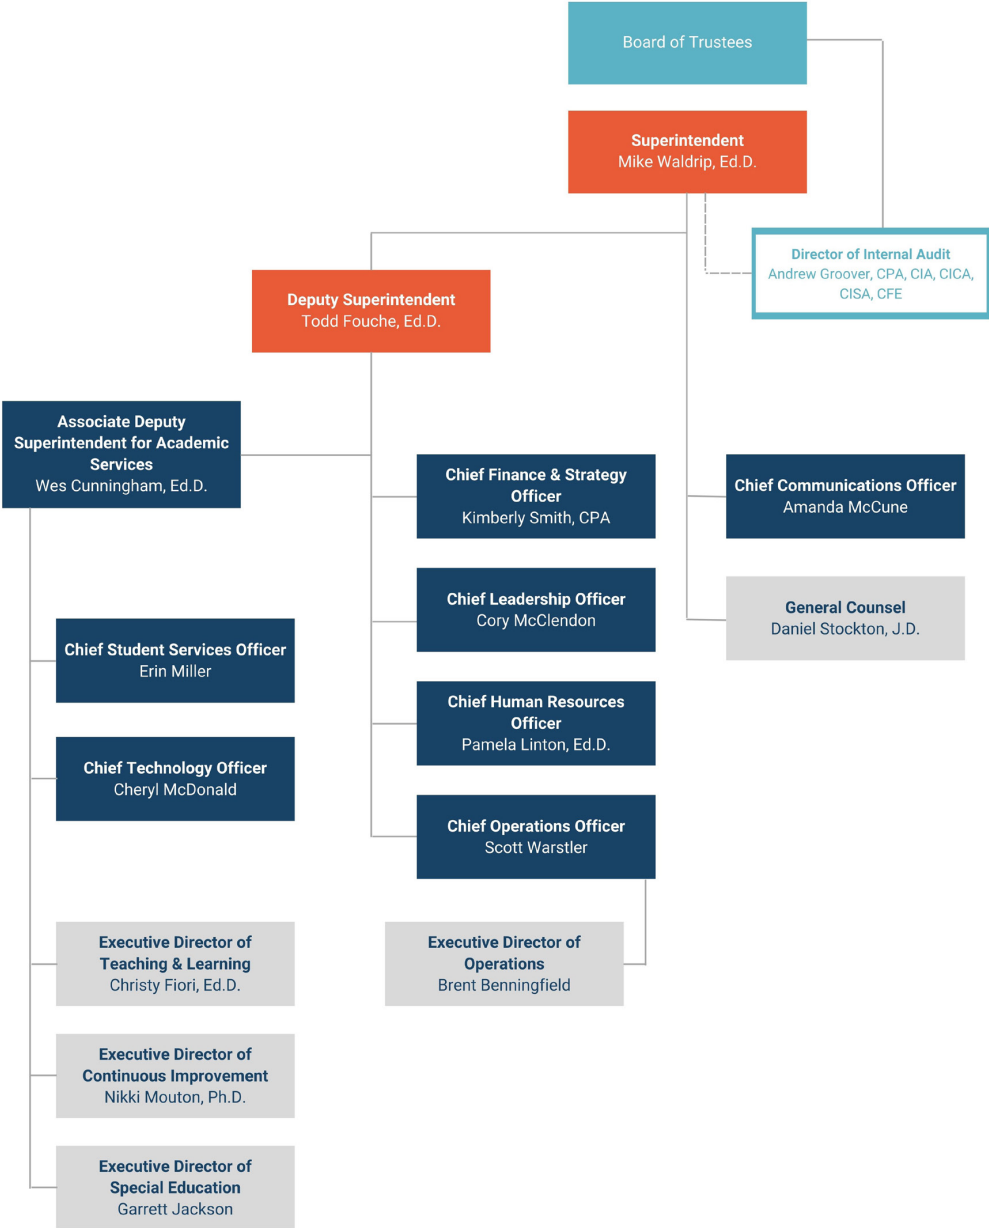 Board of Trustees
Superintendent
Mike Waldrip, Ed.D.
Director of Internal Audit
Andrew Groover, CPA, CIA, CICA,
CISA, CFE
Deputy Superintendent
Todd Fouche, Ed.D.
Associate Deputy
Superintendent for Academic
Services
Wes Cunningham, Ed.D.
Chief Finance & Strategy
Officer
Kimberly Smith, CPA
Chief Communications Officer
Amanda McCune
Chief Leadership Officer
Cory McClendon
General Counsel
Daniel Stockton, J.D.
Chief Student Services Officer
Erin Miller
Chief Human Resources
Officer
Pamela Linton, Ed.D.
Chief Technology Officer
Cheryl McDonald
Chief Operations Officer
Scott Warstler
Executive Director of
Teaching & Learning
Christy Fiori, Ed.D.
Executive Director of
Operations
Brent Benningfield
Executive Director of
Continuous Improvement
Nikki Mouton, Ph.D.
Executive Director of
Special Education
Garrett Jackson